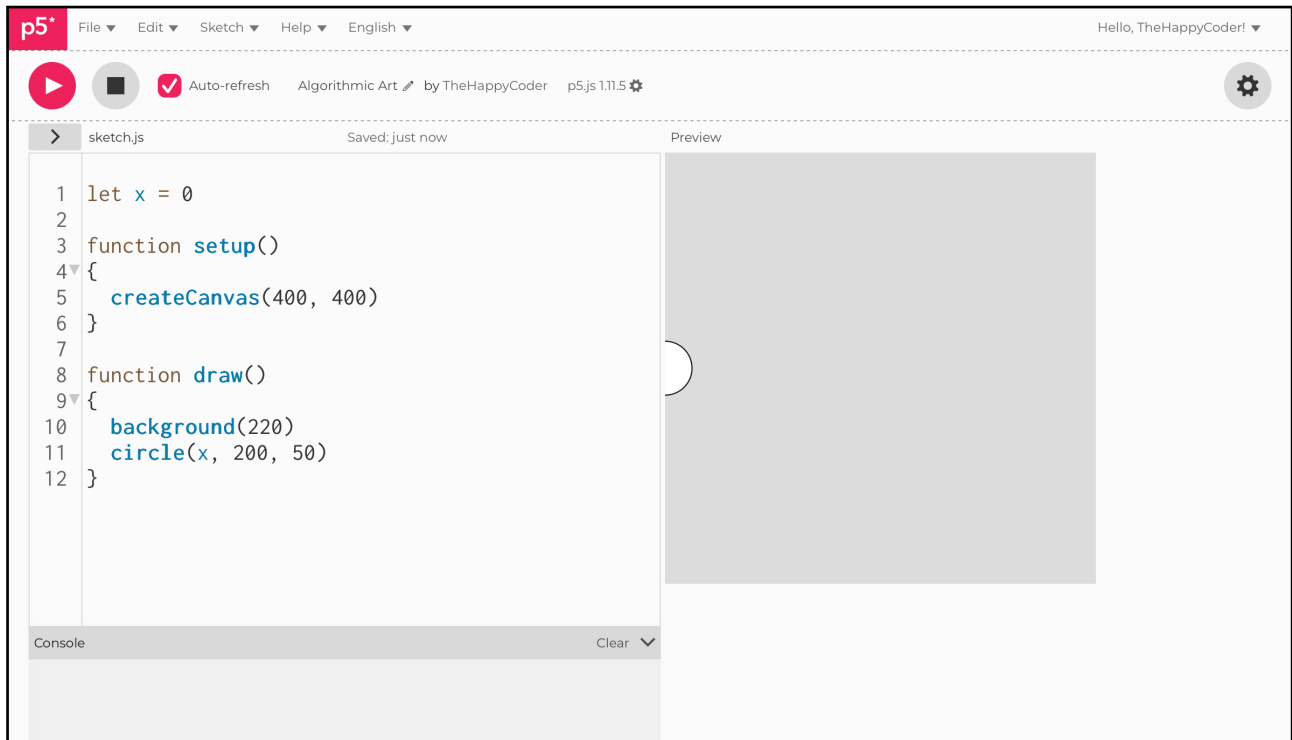 p5* File Edit Sketch Help English Hello, TheHappyCoder!
Auto-refresh Algorithmic Art by TheHappyCoder p5.js 1.11.5
sketch.js Saved: just now Preview
1 let x = 0
2
3 function setup()
4 {
5 createCanvas(400, 400)
6 }
7
8 function draw()
9 {
10 background(220)
11 circle(x, 200, 50)
12 }
Console Clear